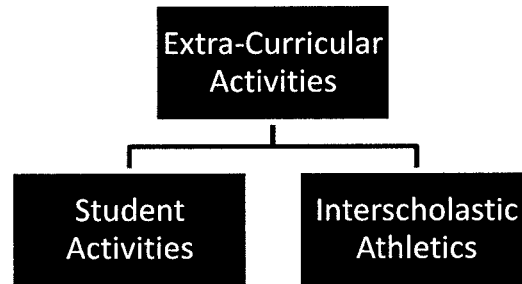 Extra-Curricular
Activities
Student
Activities
Interscholastic
Athletics